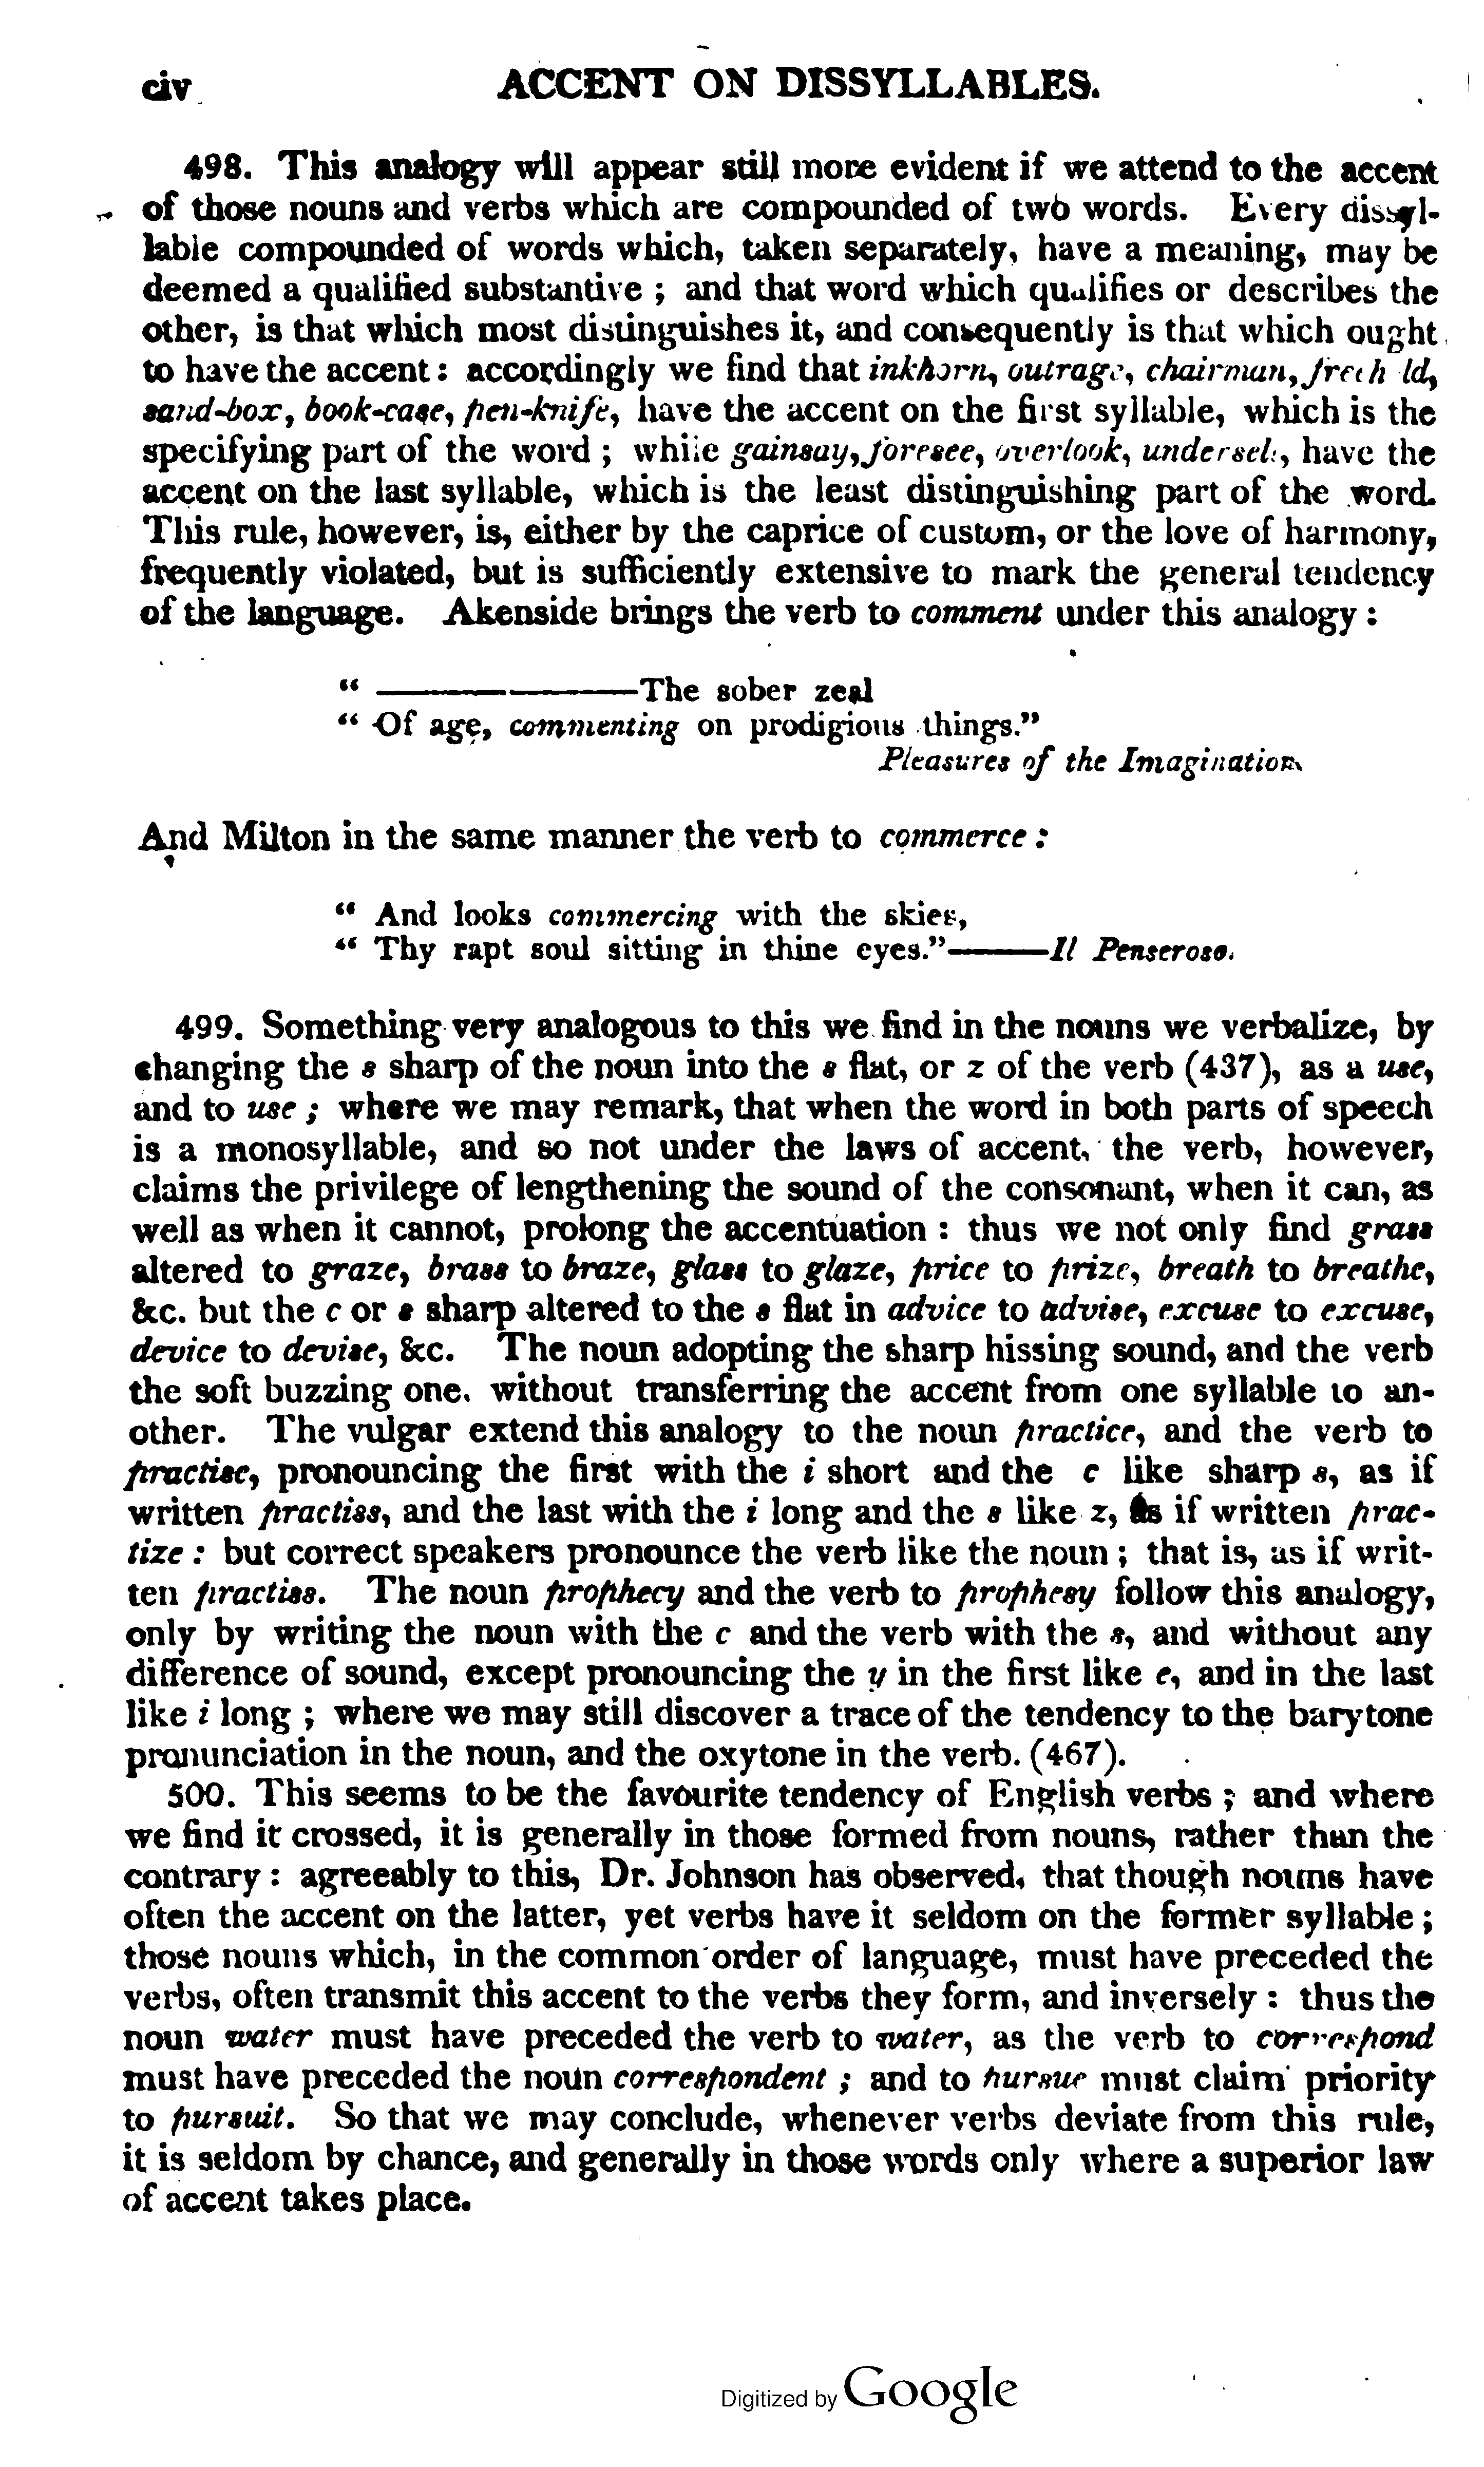 civ ACCENT ON DISSYLLABLES.
498. This analogy will appear still more evident if we attend to the accent
of those nouns and verbs which are compounded of two words. Every dissyl-
lable compounded of words which, taken separately, have a meaning, may be
deemed a qualified substantive ; and that word which qualifies or describes the
other, is that which most distinguishes it, and consequently is that which ought
to have the accent : accordingly we find that inkhorn, outrage, chairman, freehold,
sand-box, book-case, pen-knife, have the accent on the first syllable, which is the
specifying part of the word ; while gainsay, foresee, overlook, undersell, have the
accent on the last syllable, which is the least distinguishing part of the word.
This rule, however, is, either by the caprice of custom, or the love of harmony,
frequently violated, but is sufficiently extensive to mark the general tendency
of the language. Akenside brings the verb to comment under this analogy :
“ ————The sober zeal
“ Of age, commenting on prodigious things.”
Pleasures of the Imagination.
And Milton in the same manner the verb to commerce :
“ And looks commercing with the skies,
“ Thy rapt soul sitting in thine eyes.”——Il Penseroso.
499. Something very analogous to this we find in the nouns we verbalize, by
changing the s sharp of the noun into the s flat, or z of the verb (437), as a use,
and to use ; where we may remark, that when the word in both parts of speech
is a monosyllable, and so not under the laws of accent, the verb, however,
claims the privilege of lengthening the sound of the consonant, when it can, as
well as when it cannot, prolong the accentuation : thus we not only find grass
altered to graze, brass to braze, glass to glaze, price to prize, breath to breathe,
&c. but the c or s sharp altered to the s flat in advice to advise, excuse to excuse,
device to devise, &c. The noun adopting the sharp hissing sound, and the verb
the soft buzzing one, without transferring the accent from one syllable to an-
other. The vulgar extend this analogy to the noun practice, and the verb to
practise, pronouncing the first with the i short and the c like sharp s, as if
written practiss, and the last with the i long and the s like z, as if written prac-
tize : but correct speakers pronounce the verb like the noun ; that is, as if writ-
ten practiss. The noun prophecy and the verb to prophesy follow this analogy,
only by writing the noun with the c and the verb with the s, and without any
difference of sound, except pronouncing the y in the first like e, and in the last
like i long ; where we may still discover a trace of the tendency to the barytone
pronunciation in the noun, and the oxytone in the verb. (467).
500. This seems to be the favourite tendency of English verbs ; and where
we find it crossed, it is generally in those formed from nouns, rather than the
contrary : agreeably to this, Dr. Johnson has observed, that though nouns have
often the accent on the latter, yet verbs have it seldom on the former syllable ;
those nouns which, in the common order of language, must have preceded the
verbs, often transmit this accent to the verbs they form, and inversely : thus the
noun water must have preceded the verb to water, as the verb to correspond
must have preceded the noun correspondent ; and to pursue must claim priority
to pursuit. So that we may conclude, whenever verbs deviate from this rule,
it is seldom by chance, and generally in those words only where a superior law
of accent takes place.
Digitized by Google